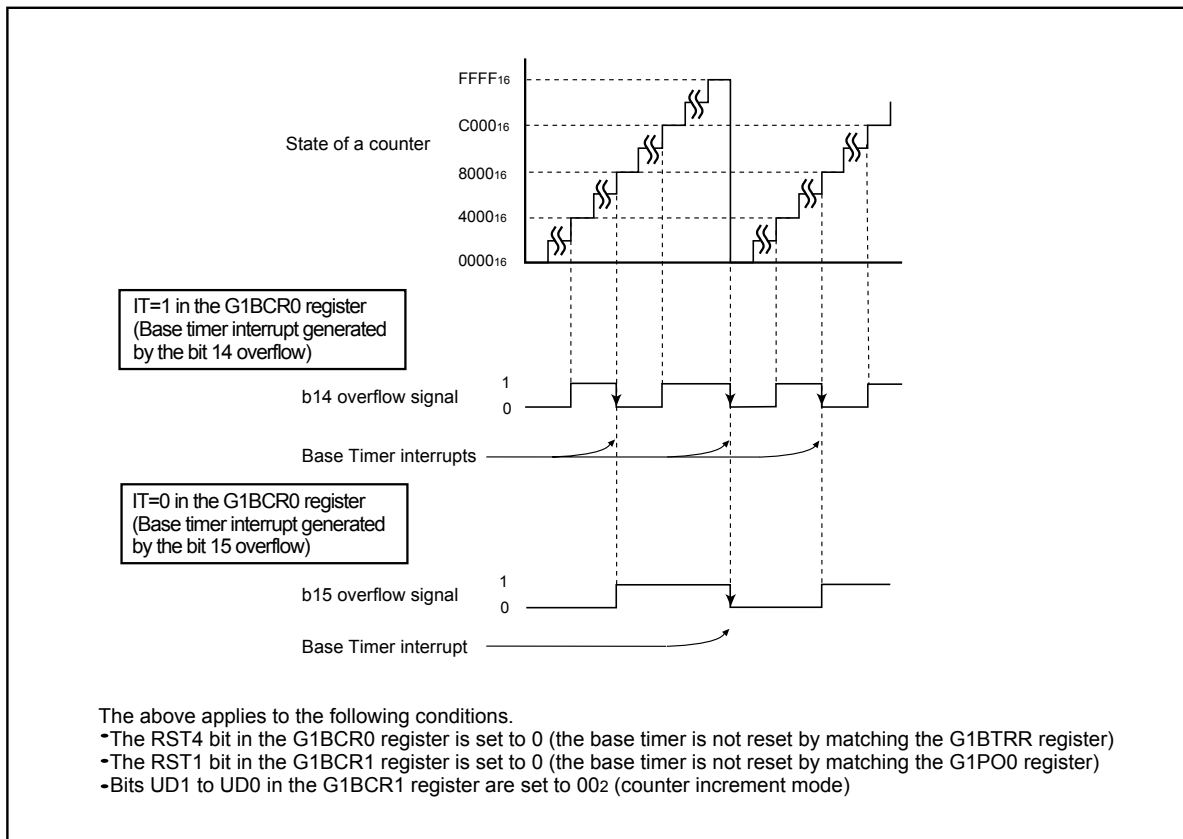 FFFF16
C00016
State of a counter
800016
400016
000016
IT=1 in the G1BCR0 register
(Base timer interrupt generated
by the bit 14 overflow)
1
b14 overflow signal
0
Base Timer interrupts
IT=0 in the G1BCR0 register
(Base timer interrupt generated
by the bit 15 overflow)
1
b15 overflow signal
0
Base Timer interrupt
The above applies to the following conditions.
•The RST4 bit in the G1BCR0 register is set to 0 (the base timer is not reset by matching the G1BTRR register)
•The RST1 bit in the G1BCR1 register is set to 0 (the base timer is not reset by matching the G1PO0 register)
•Bits UD1 to UD0 in the G1BCR1 register are set to 002 (counter increment mode)